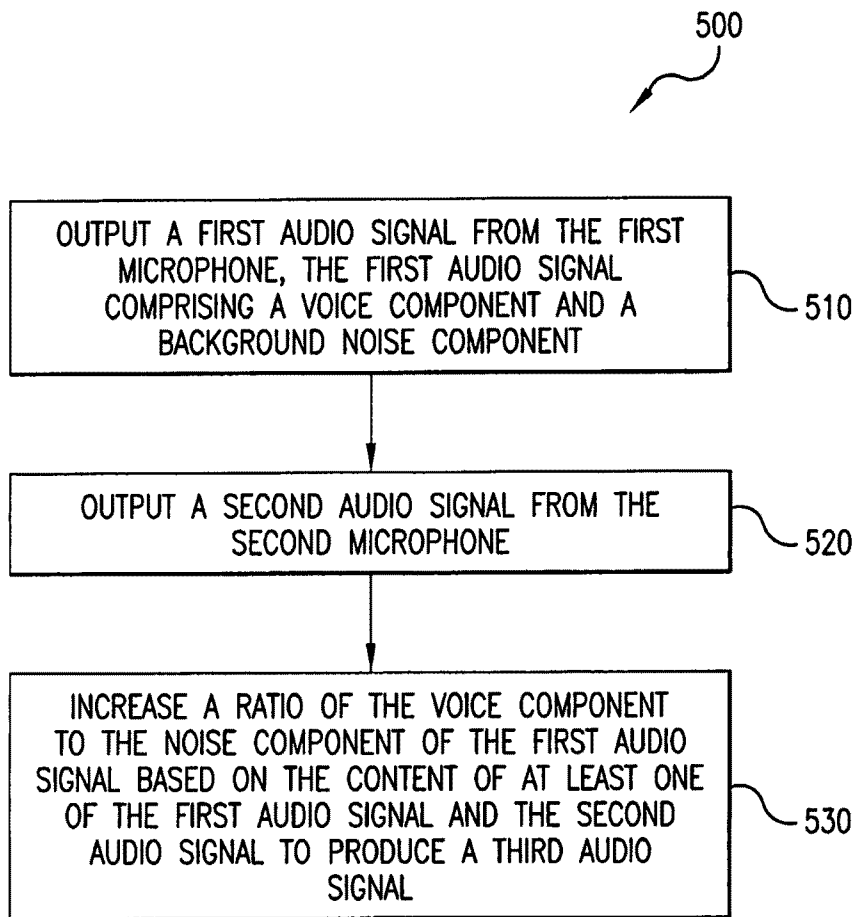 500
OUTPUT A FIRST AUDIO SIGNAL FROM THE FIRST
MICROPHONE, THE FIRST AUDIO SIGNAL
COMPRISING A VOICE COMPONENT AND A
BACKGROUND NOISE COMPONENT
510
OUTPUT A SECOND AUDIO SIGNAL FROM THE
SECOND MICROPHONE
520
INCREASE A RATIO OF THE VOICE COMPONENT
TO THE NOISE COMPONENT OF THE FIRST AUDIO
SIGNAL BASED ON THE CONTENT OF AT LEAST ONE
OF THE FIRST AUDIO SIGNAL AND THE SECOND
AUDIO SIGNAL TO PRODUCE A THIRD AUDIO
SIGNAL
530